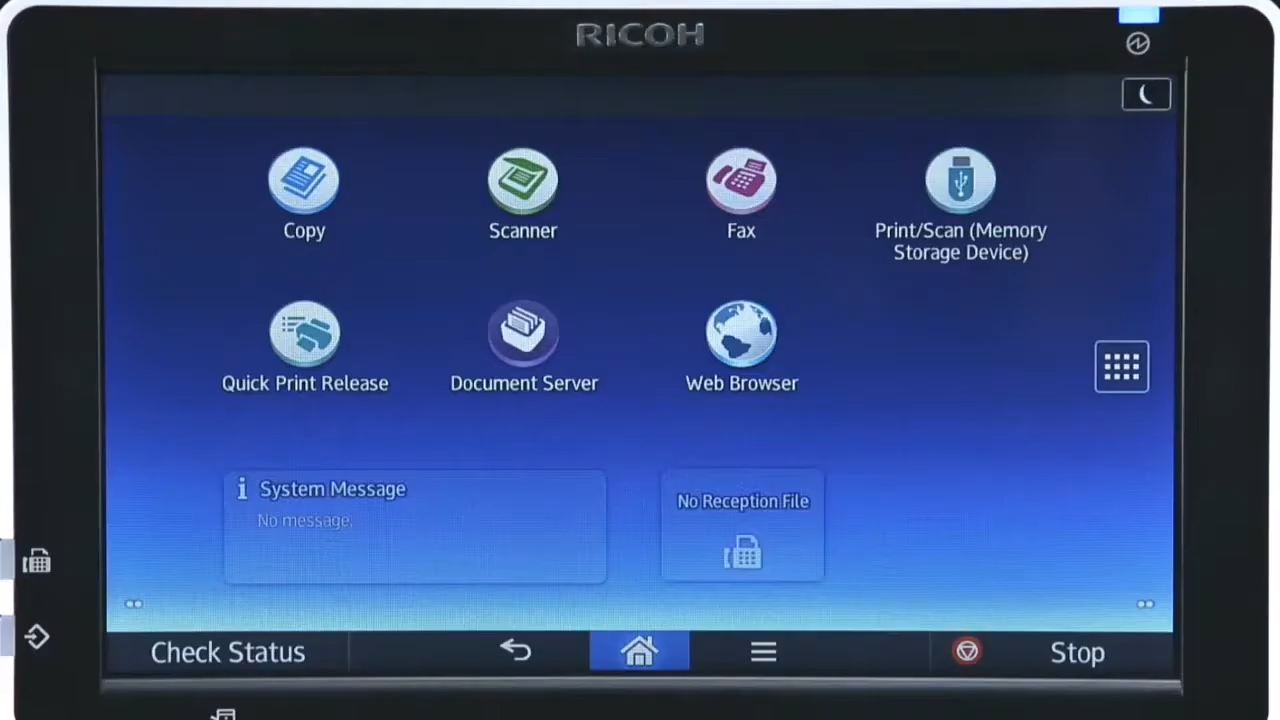 RICOH
Copy
Scanner
Fax
Print/Scan (Memory
Storage Device)
Quick Print Release
Document Server
Web Browser
i System Message
No message.
No Reception File
Check Status
Stop